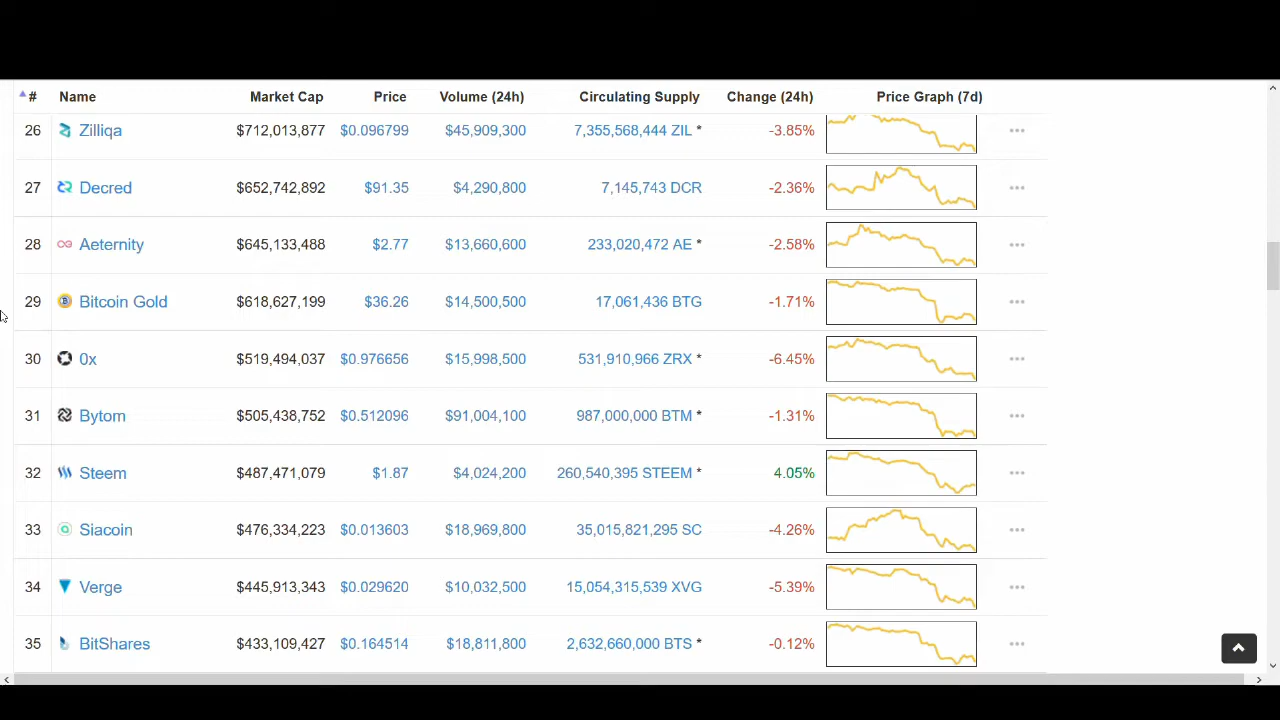 # Name Market Cap Price Volume (24h) Circulating Supply Change (24h) Price Graph (7d)
26 Zilliqa $712,013,877 $0.096799 $45,909,300 7,355,568,444 ZIL * -3.85%
27 Decred $652,742,892 $91.35 $4,290,800 7,145,743 DCR -2.36%
28 Aeternity $645,133,488 $2.77 $13,660,600 233,020,472 AE * -2.58%
29 Bitcoin Gold $618,627,199 $36.26 $14,500,500 17,061,436 BTG -1.71%
30 0x $519,494,037 $0.976656 $15,998,500 531,910,966 ZRX * -6.45%
31 Bytom $505,438,752 $0.512096 $91,004,100 987,000,000 BTM * -1.31%
32 Steem $487,471,079 $1.87 $4,024,200 260,540,395 STEEM * 4.05%
33 Siacoin $476,334,223 $0.013603 $18,969,800 35,015,821,295 SC -4.26%
34 Verge $445,913,343 $0.029620 $10,032,500 15,054,315,539 XVG -5.39%
35 BitShares $433,109,427 $0.164514 $18,811,800 2,632,660,000 BTS * -0.12%